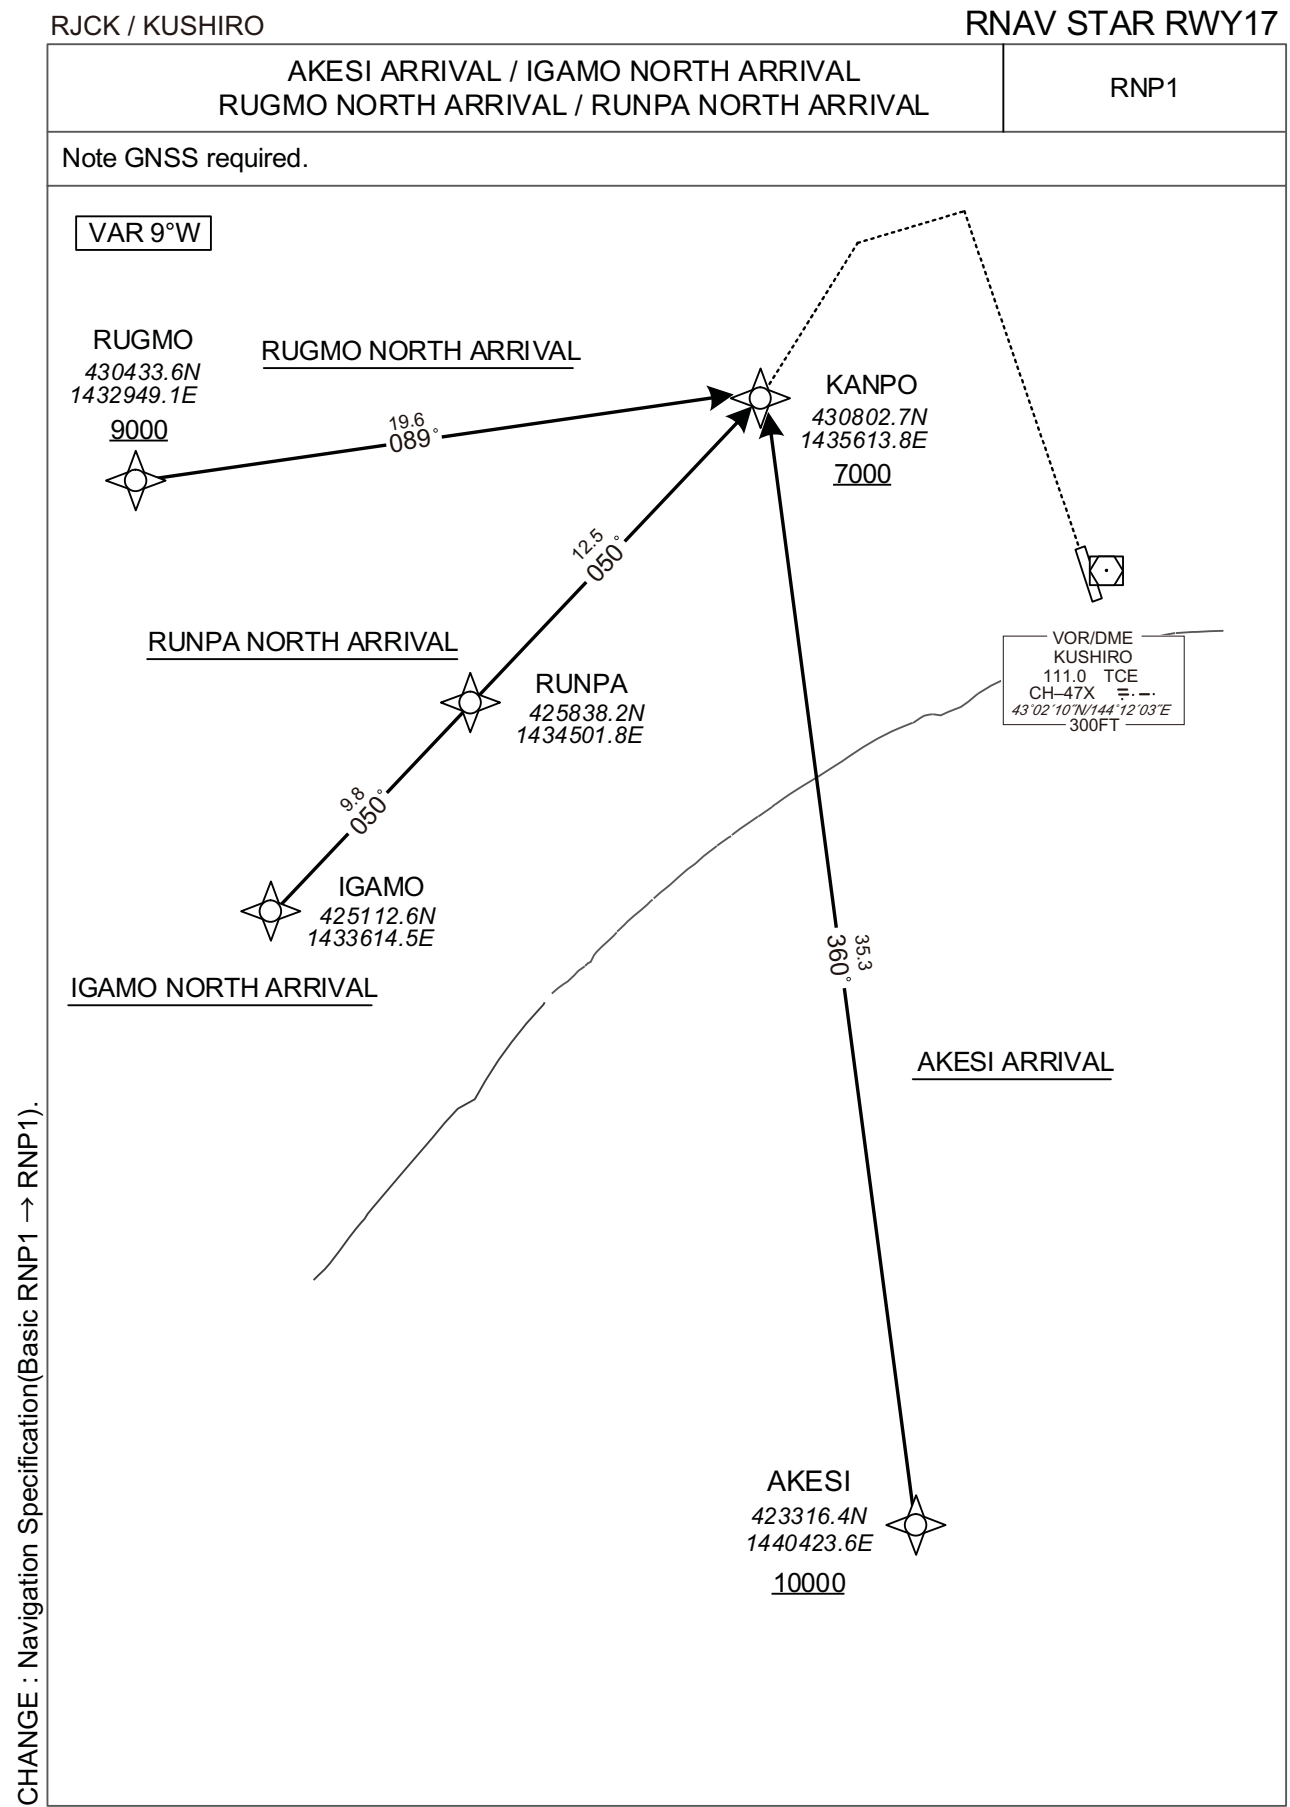 RJCK / KUSHIRO
RNAV STAR RWY17
AKESI ARRIVAL / IGAMO NORTH ARRIVAL
RUGMO NORTH ARRIVAL / RUNPA NORTH ARRIVAL
RNP1
Note GNSS required.
VAR 9°W
RUGMO
430433.6N
1432949.1E
9000
RUGMO NORTH ARRIVAL
19.6
089°
KANPO
430802.7N
1435613.8E
7000
12.5
050°
RUNPA NORTH ARRIVAL
RUNPA
425838.2N
1434501.8E
VOR/DME
KUSHIRO
111.0 TCE
CH–47X
43°02′10″N/144°12′03″E
300FT
9.8
050°
IGAMO
425112.6N
1433614.5E
IGAMO NORTH ARRIVAL
35.3
360°
AKESI ARRIVAL
AKESI
423316.4N
1440423.6E
10000
CHANGE : Navigation Specification(Basic RNP1 → RNP1).